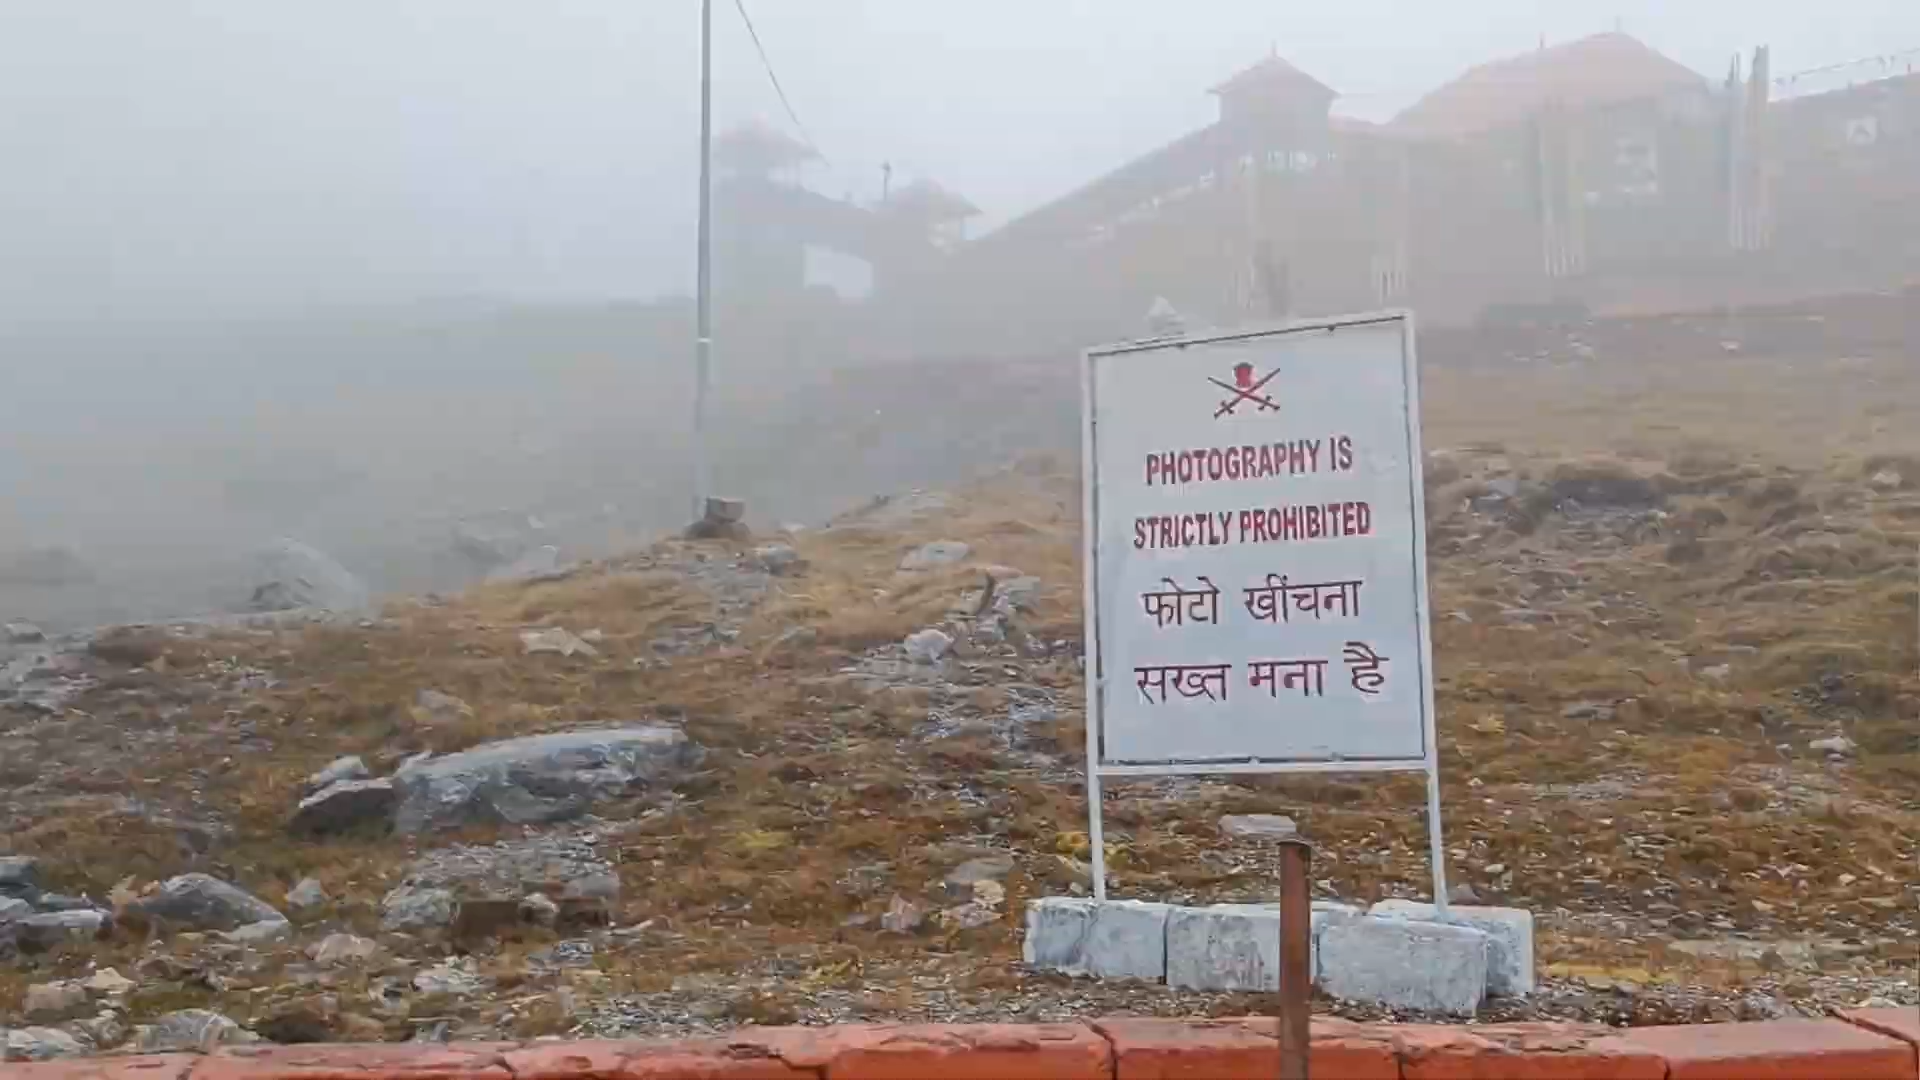 PHOTOGRAPHY IS
STRICTLY PROHIBITED
फोटो खींचना
सख्त मना है